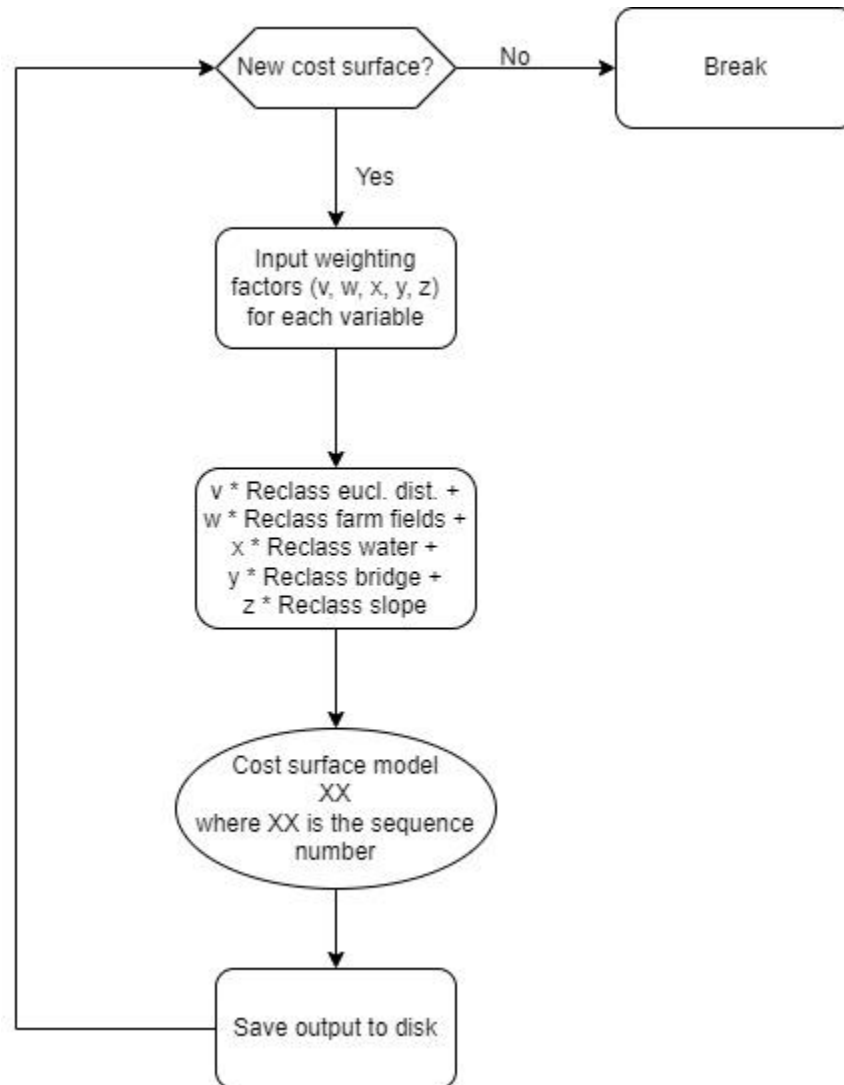 New cost surface?
No
Break
Yes
Input weighting
factors (v, w, x, y, z)
for each variable
v * Reclass eucl. dist. +
w * Reclass farm fields +
x * Reclass water +
y * Reclass bridge +
z * Reclass slope
Cost surface model
XX
where XX is the sequence
number
Save output to disk